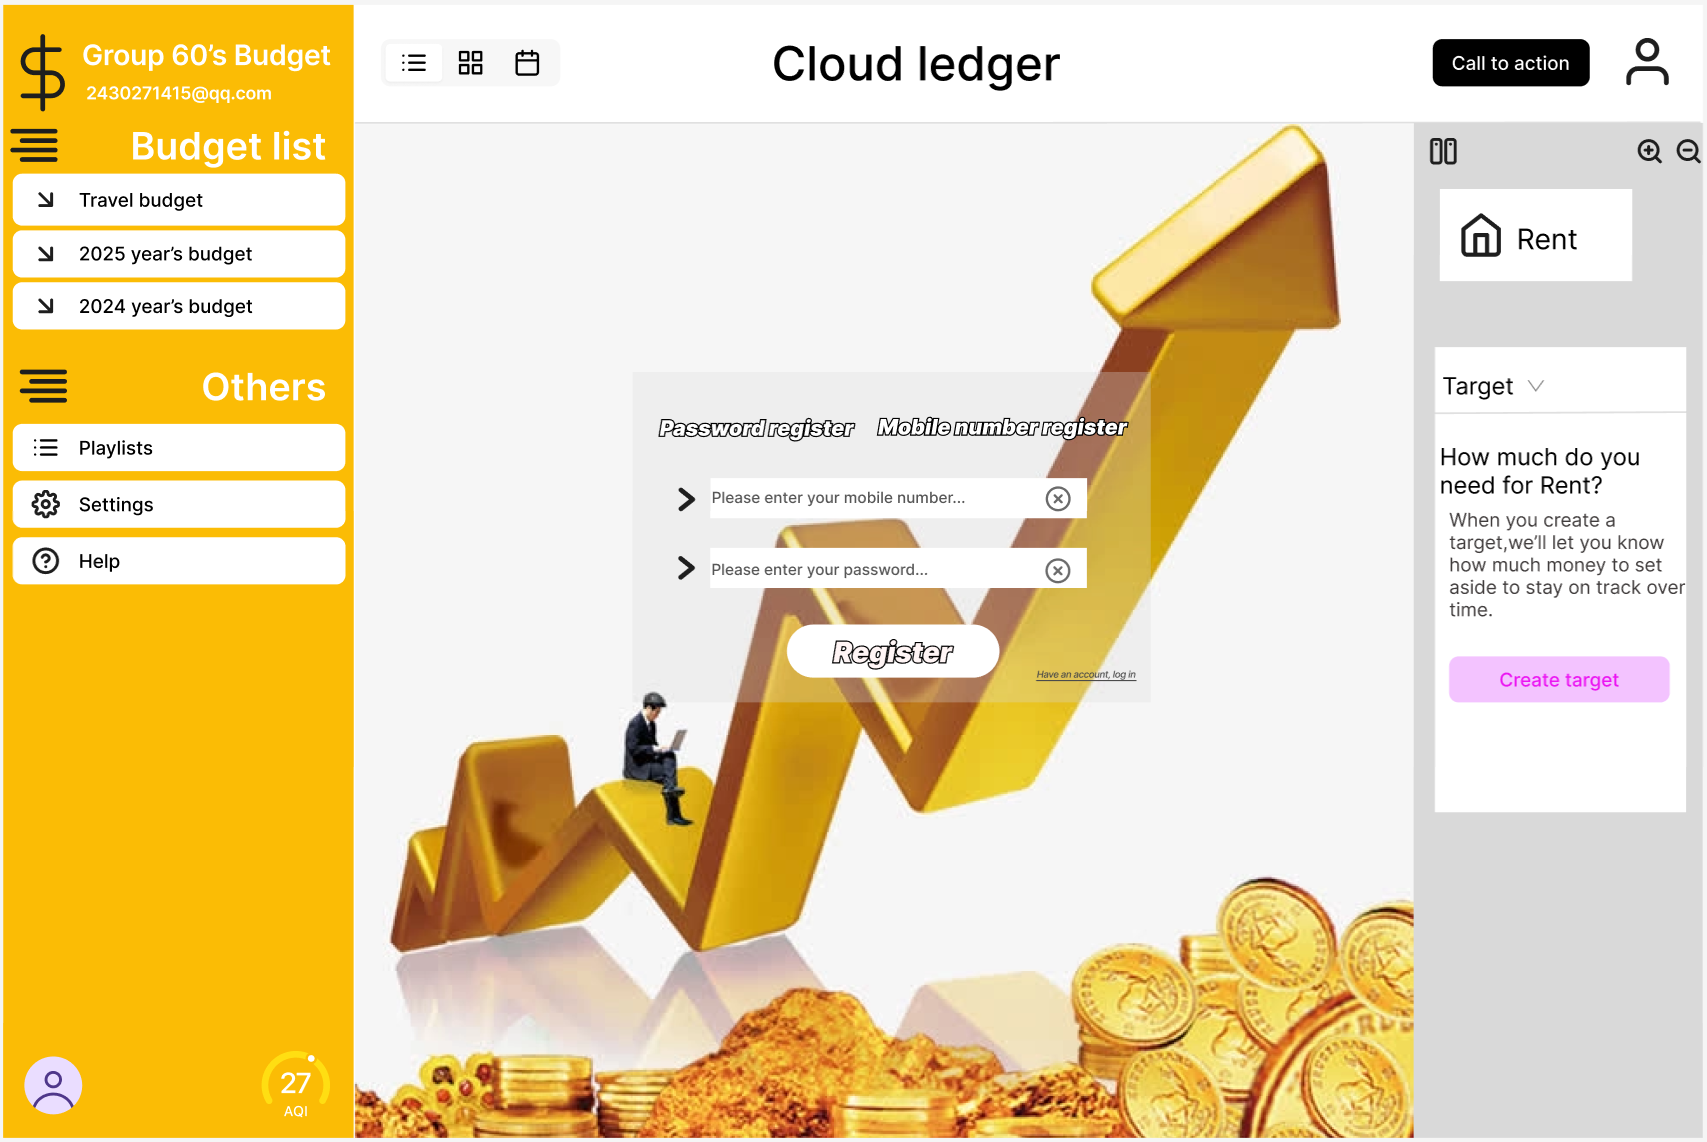 Group 60’s Budget
2430271415@qq.com
Budget list
Travel budget
2025 year’s budget
2024 year’s budget
Others
Playlists
Settings
Help
27
AQI
Cloud ledger
Call to action
Password register
Mobile number register
Please enter your mobile number...
Please enter your password...
Register
Have an account, log in
Rent
Target
How much do you
need for Rent?
When you create a
target,we’ll let you know
how much money to set
aside to stay on track over
time.
Create target